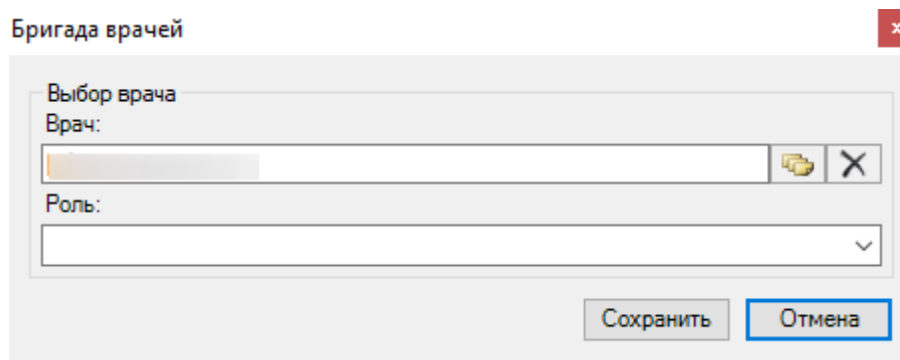 Бригада врачей
Выбор врача
Врач:
Роль:
Сохранить Отмена